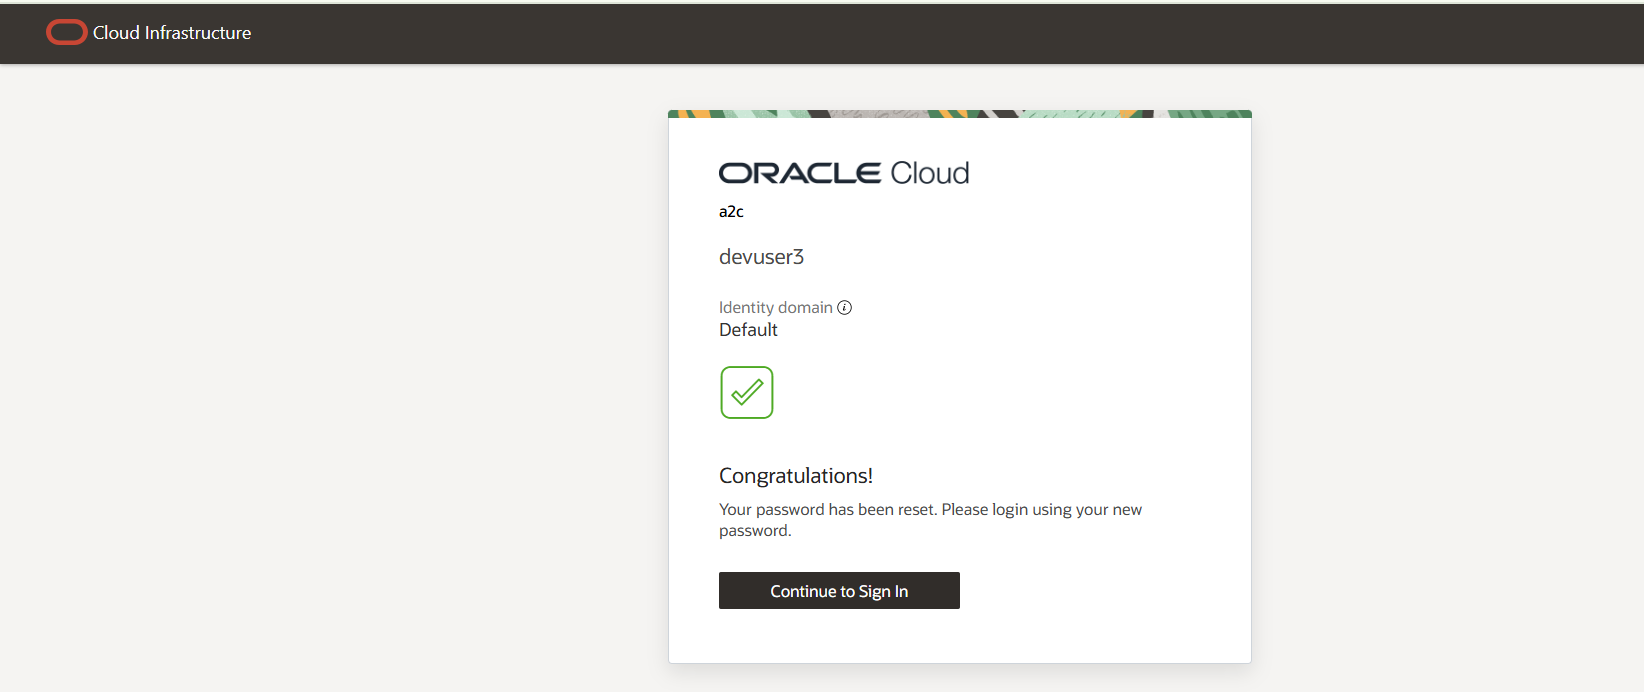 Cloud Infrastructure
ORACLE Cloud
a2c
devuser3
Identity domain
Default
Congratulations!
Your password has been reset. Please login using your new
password.
Continue to Sign In